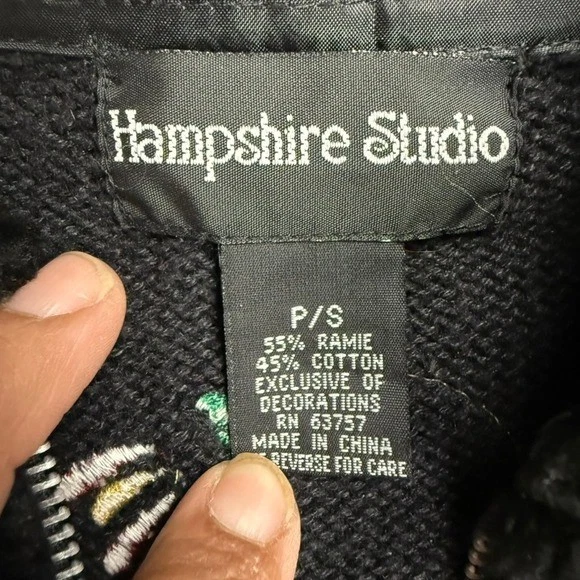 Hampshire Studio
P/S
55% RAMIE
45% COTTON
EXCLUSIVE OF
DECORATIONS
RN 63757
MADE IN CHINA
REVERSE FOR CARE